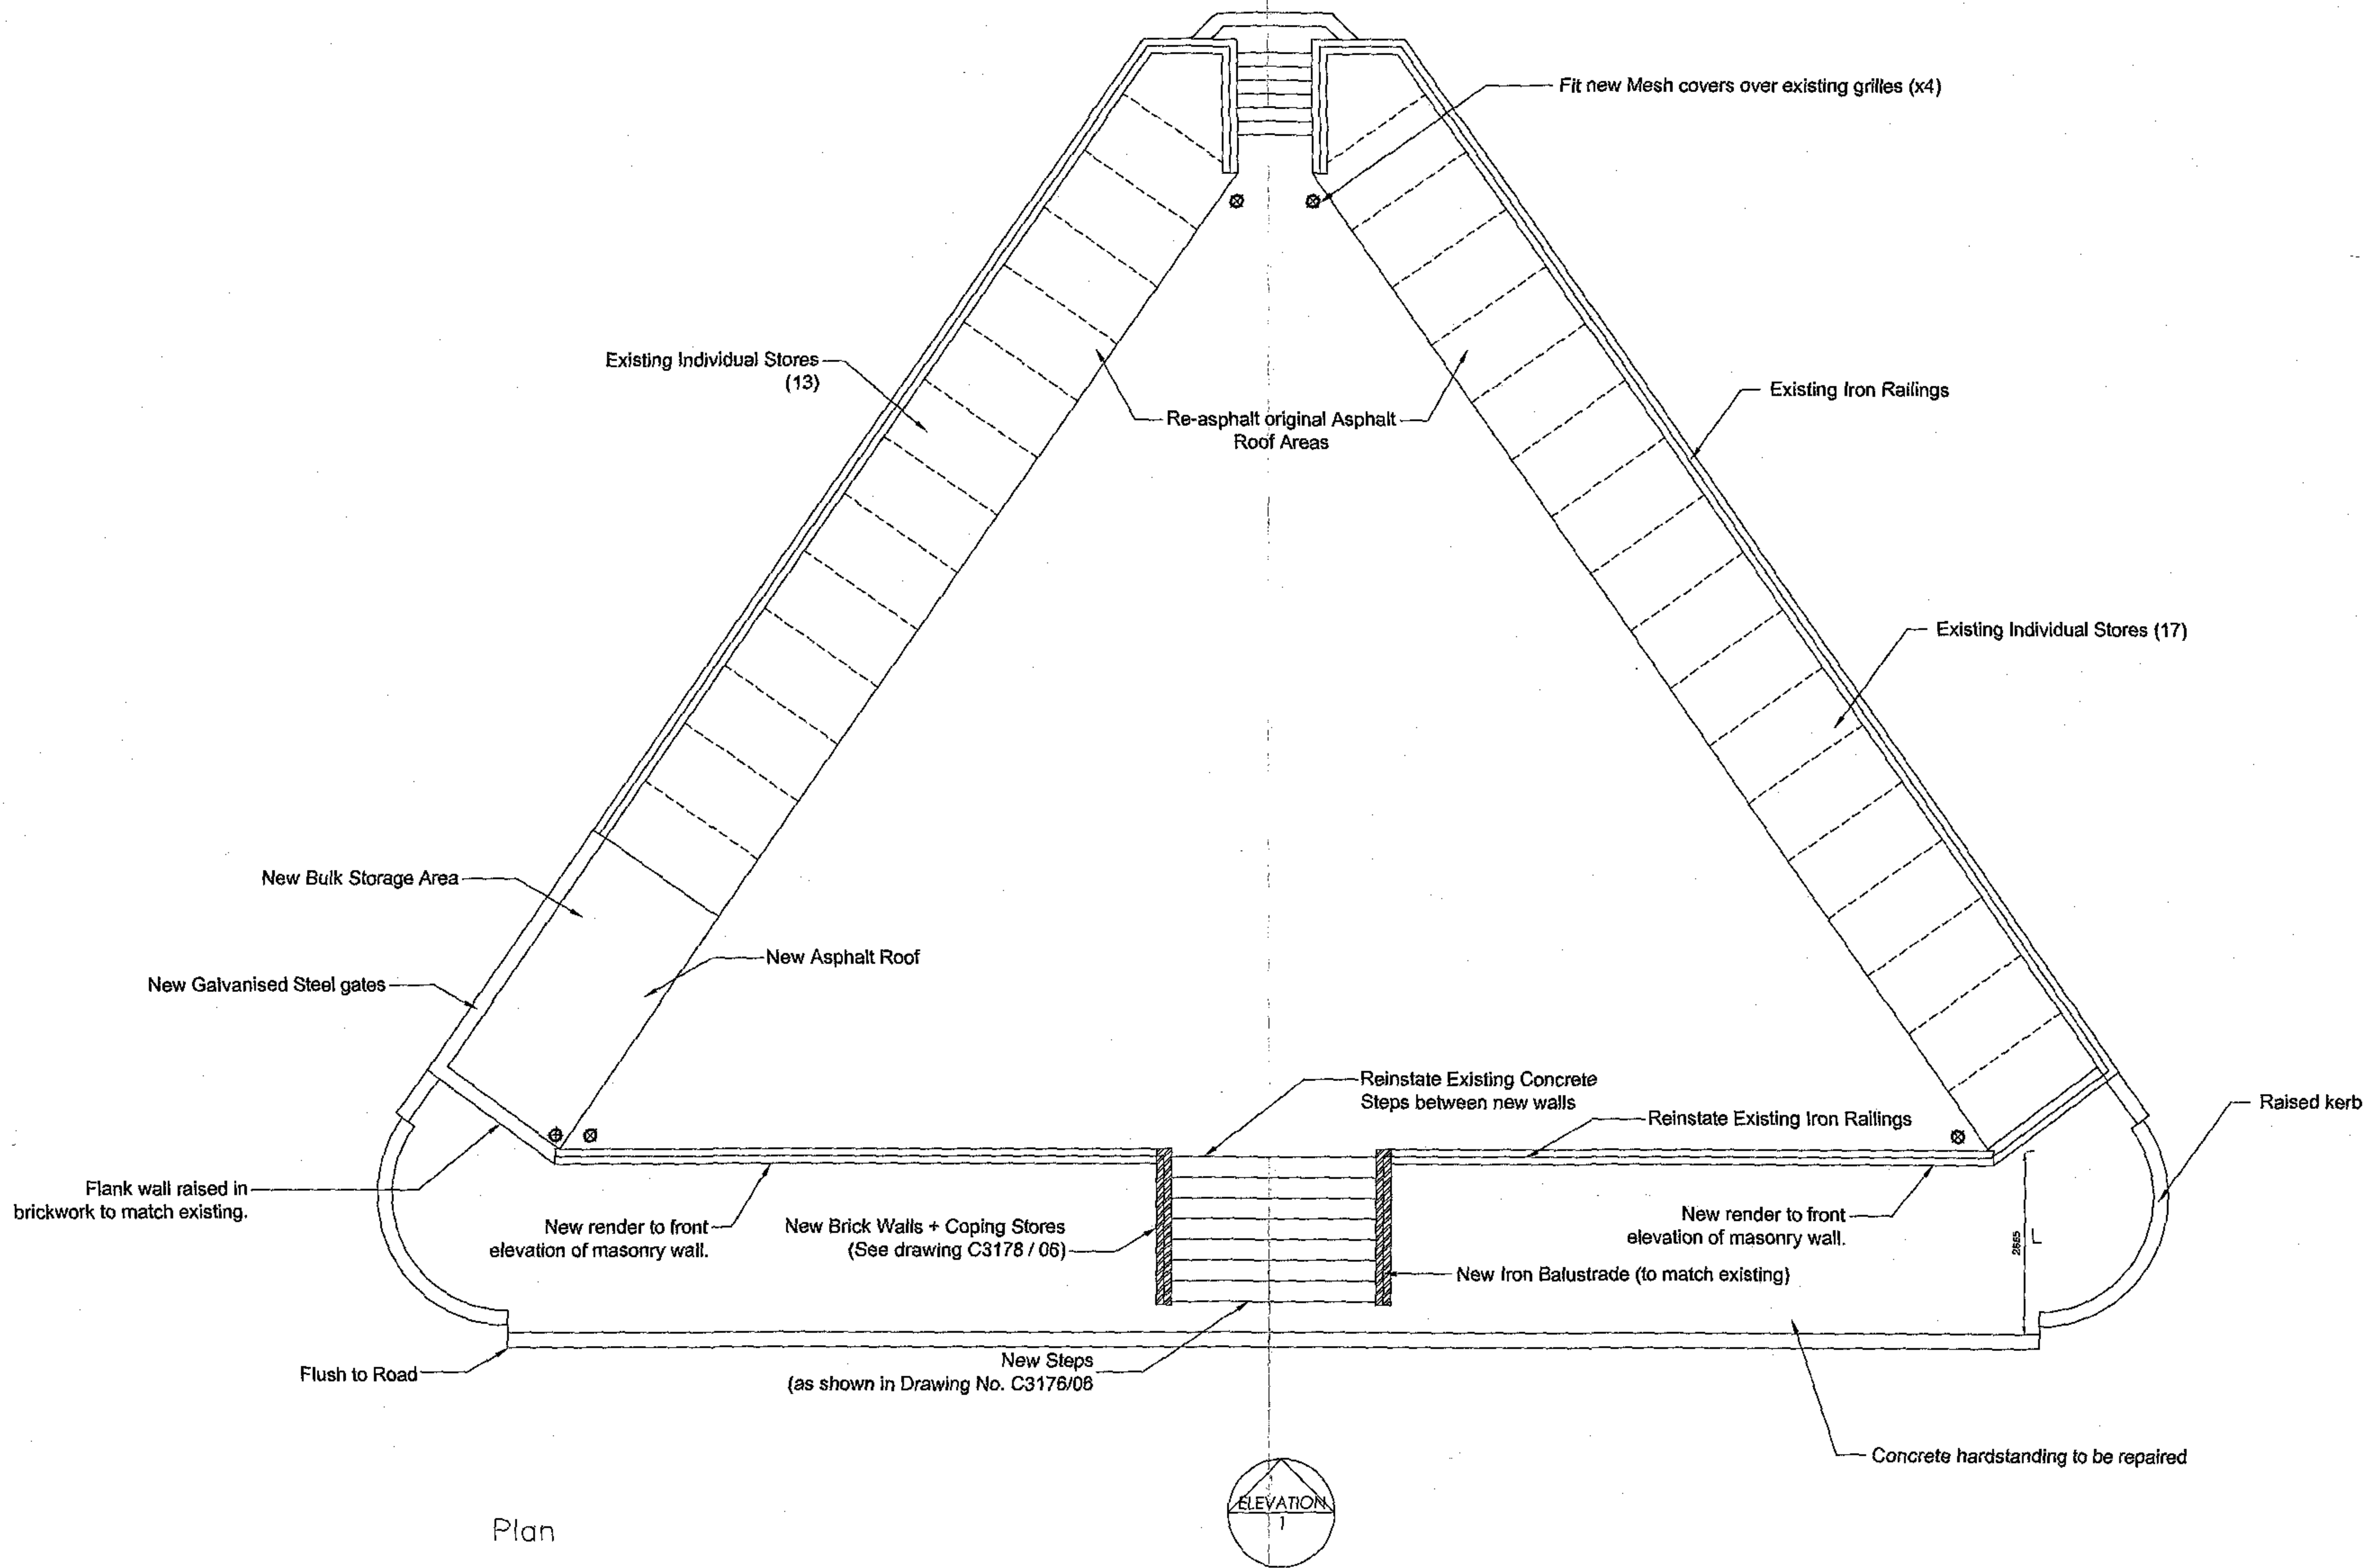 Fit new Mesh covers over existing grilles (x4)
Existing Individual Stores
(13)
Existing Iron Railings
Re-asphalt original Asphalt
Roof Areas
Existing Individual Stores (17)
New Bulk Storage Area
New Asphalt Roof
New Galvanised Steel gates
Reinstate Existing Concrete
Steps between new walls
Reinstate Existing Iron Railings
Raised kerb
Flank wall raised in
brickwork to match existing.
New render to front
elevation of masonry wall.
New Brick Walls + Coping Stores
(See drawing C3178 / 06)
New render to front
elevation of masonry wall.
L
New Iron Balustrade (to match existing)
Flush to Road
New Steps
(as shown in Drawing No. C3176/08
Concrete hardstanding to be repaired
ELEVATION
1
Plan